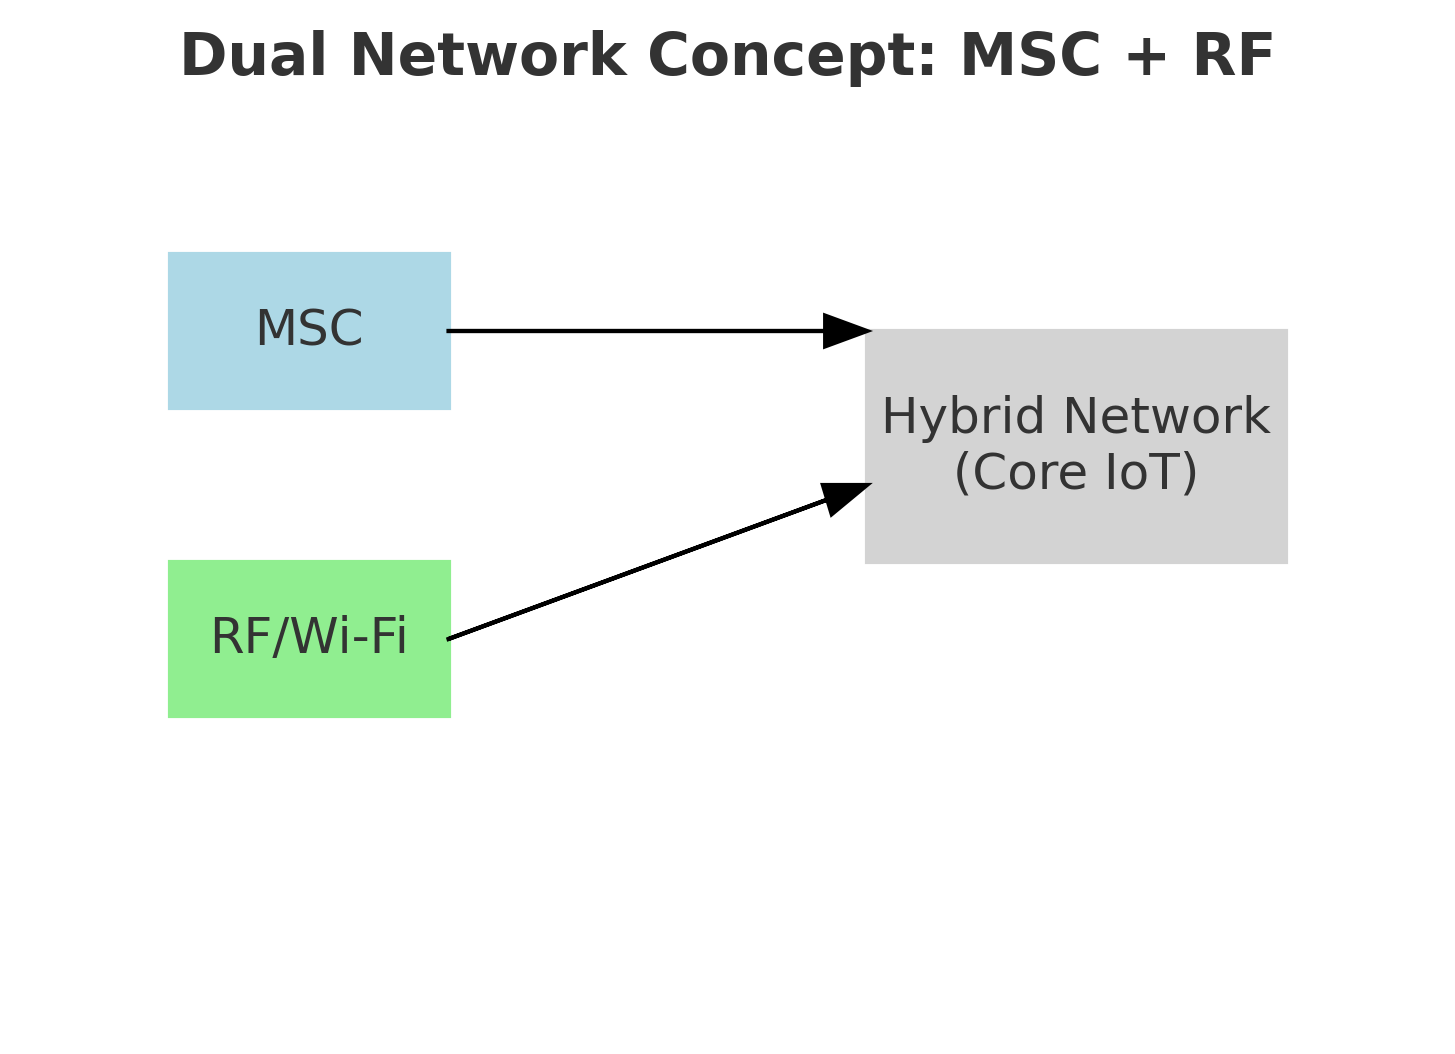 Dual Network Concept: MSC + RF
MSC
Hybrid Network
(Core IoT)
RF/Wi-Fi